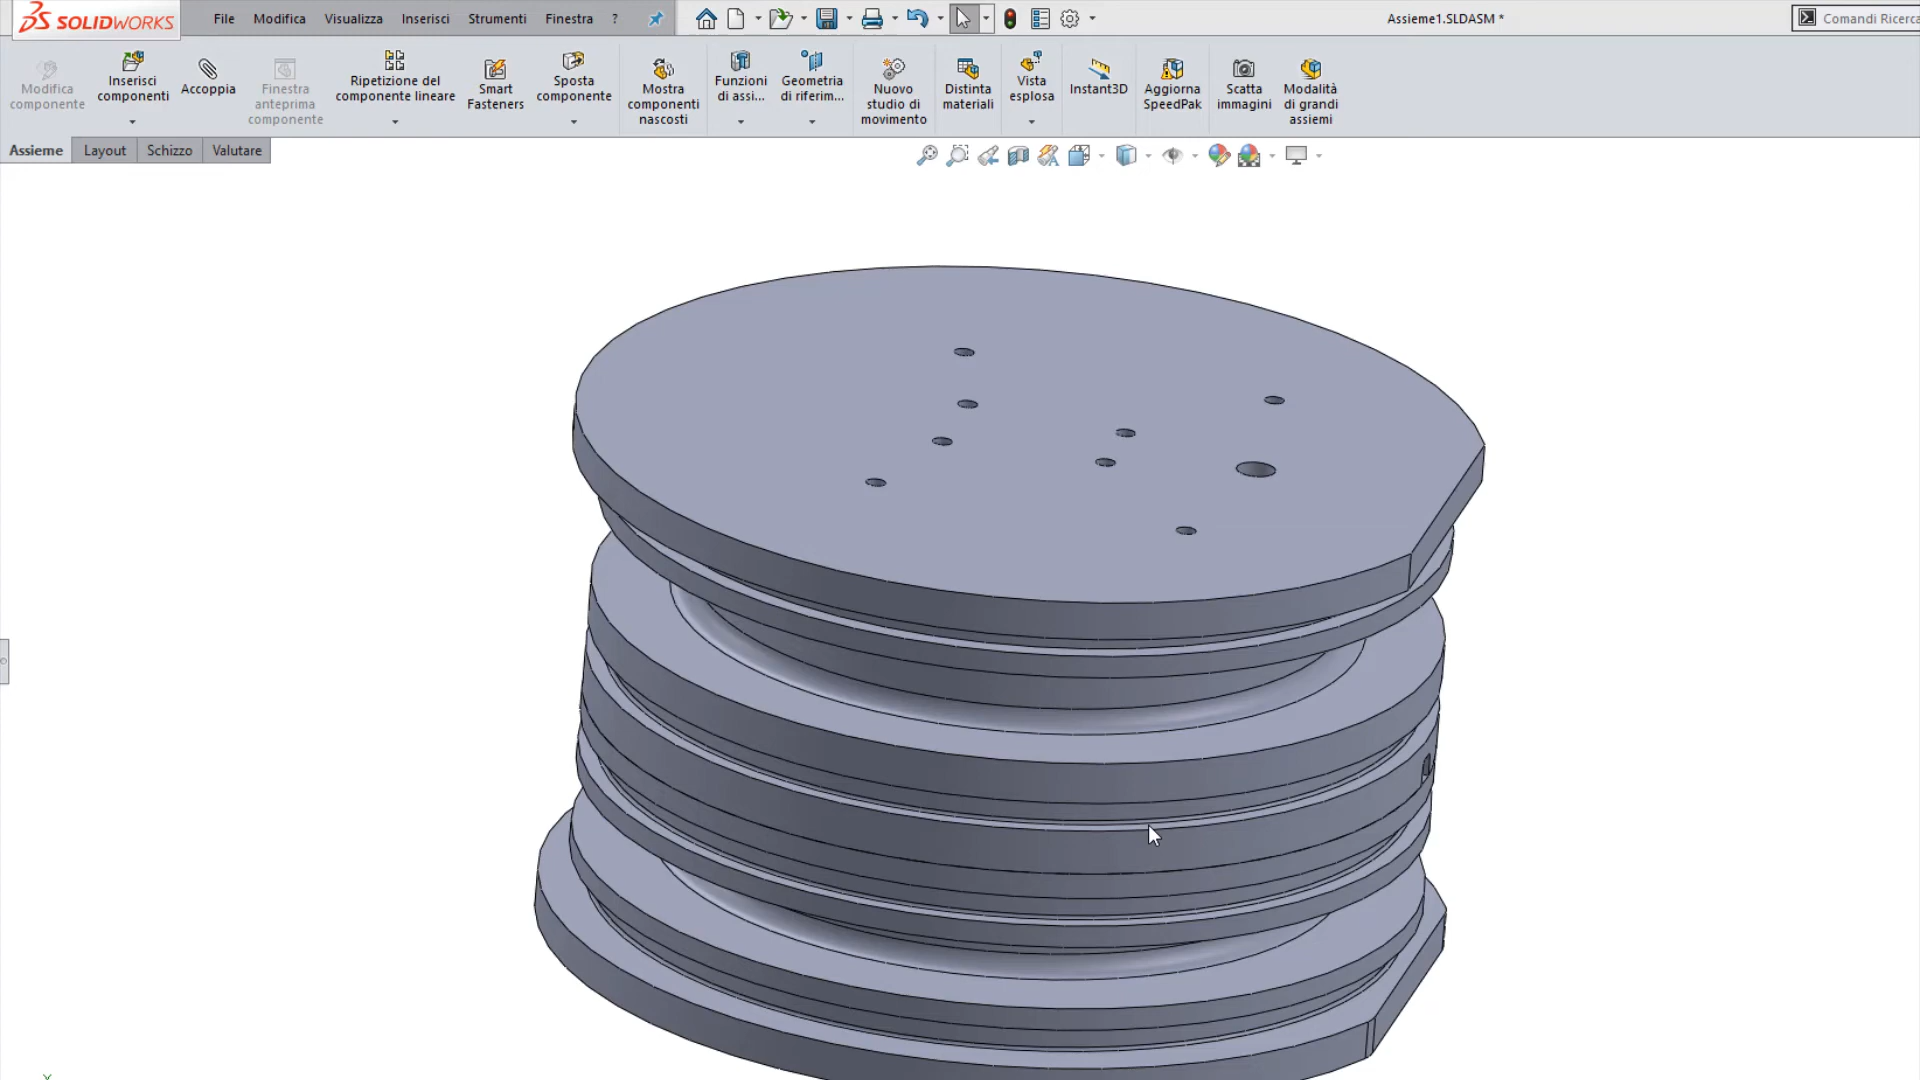 SOLIDWORKS File Modifica Visualizza Inserisci Strumenti Finestra ? Assieme1.SLDASM *
Modifica
componente
Inserisci
componenti
Accoppia
Finestra
anteprima
componente
Ripetizione del
componente lineare
Smart
Fasteners
Sposta
componente
Mostra
componenti
nascosti
Funzioni
di assi...
Geometria
di riferim...
Nuovo
studio di
movimento
Distinta
materiali
Vista
esplosa
Instant3D
Aggiorna
SpeedPak
Scatta
immagini
Modalità
di grandi
assiemi
Assieme Layout Schizzo Valutare